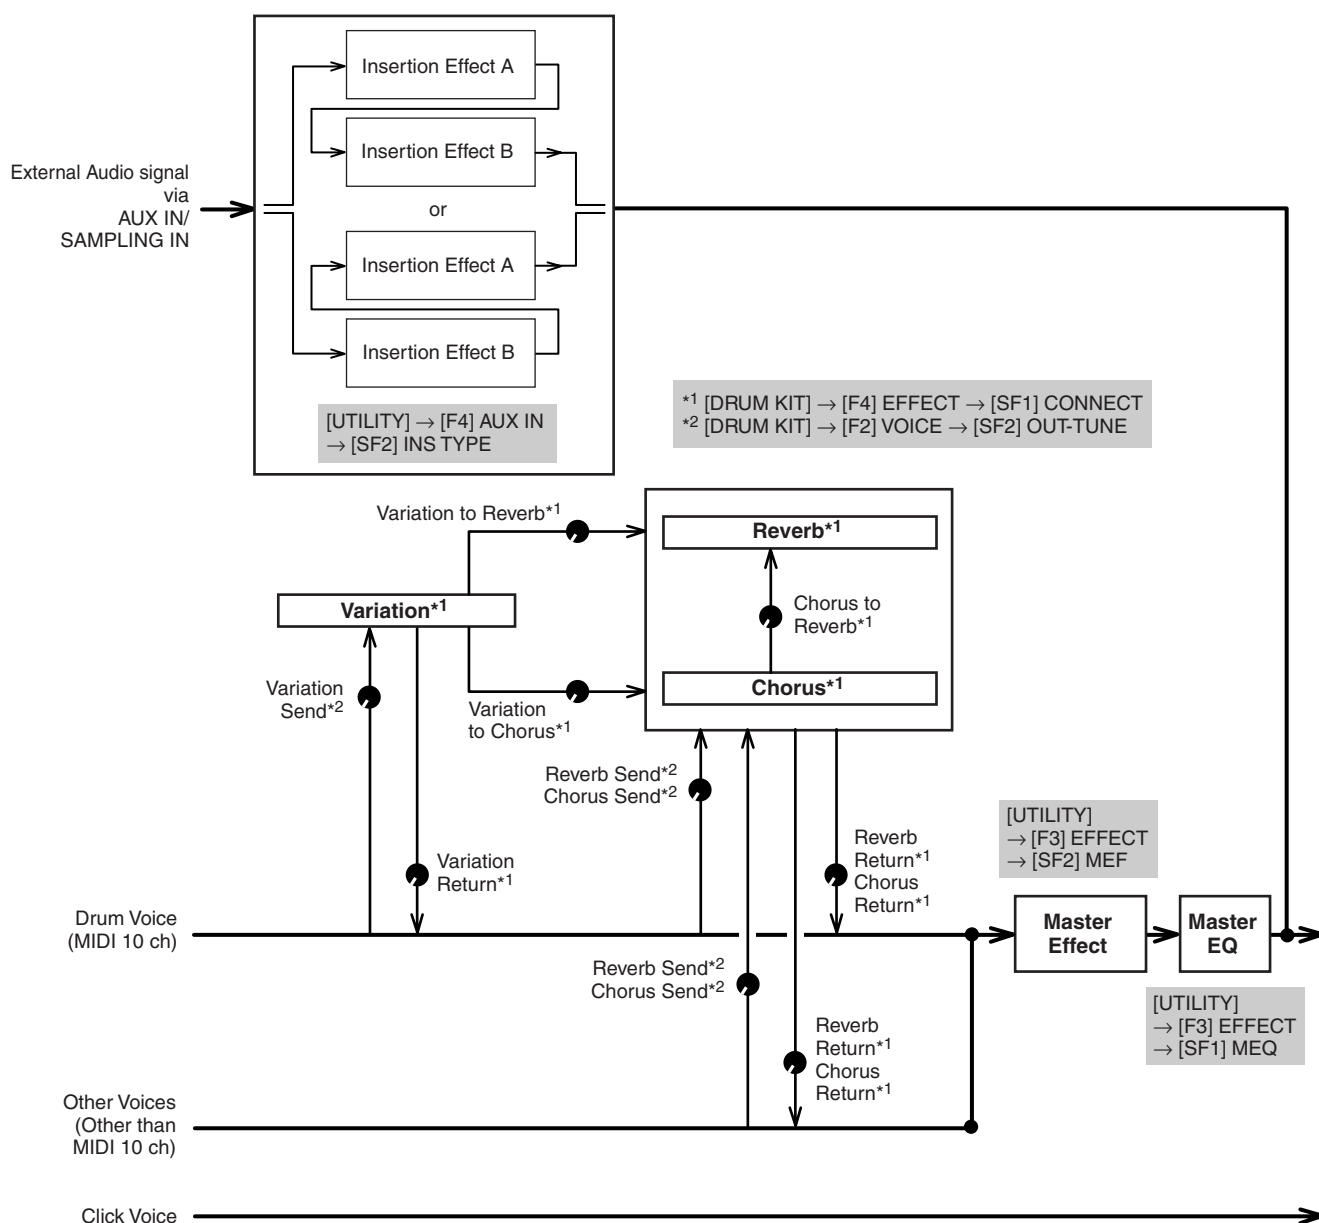 Insertion Effect A
Insertion Effect B
External Audio signal
via
AUX IN/
SAMPLING IN
or
Insertion Effect A
Insertion Effect B
[UTILITY] → [F4] AUX IN
→ [SF2] INS TYPE
*1 [DRUM KIT] → [F4] EFFECT → [SF1] CONNECT
*2 [DRUM KIT] → [F2] VOICE → [SF2] OUT-TUNE
Variation to Reverb*1
Reverb*1
Variation*1
Chorus to
Reverb*1
Variation
Send*2
Chorus*1
Variation
to Chorus*1
Reverb Send*2
Chorus Send*2
Variation
Return*1
Reverb
Return*1
Chorus
Return*1
[UTILITY]
→ [F3] EFFECT
→ [SF2] MEF
Drum Voice
(MIDI 10 ch)
Master
Effect
Master
EQ
Reverb Send*2
Chorus Send*2
[UTILITY]
→ [F3] EFFECT
→ [SF1] MEQ
Reverb
Return*1
Chorus
Return*1
Other Voices
(Other than
MIDI 10 ch)
Click Voice